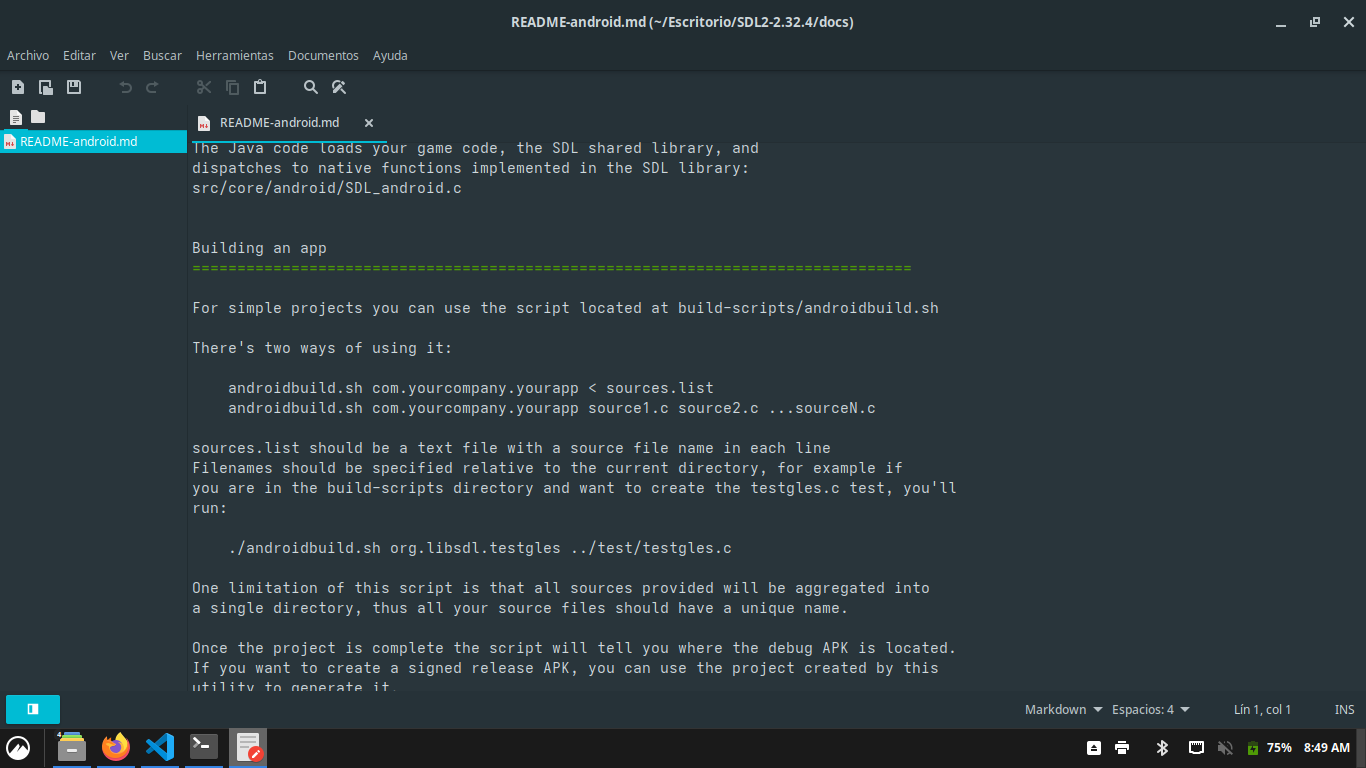 README-android.md (~/Escritorio/SDL2-2.32.4/docs)
Archivo Editar Ver Buscar Herramientas Documentos Ayuda
README-android.md
README-android.md
The Java code loads your game code, the SDL shared library, and
dispatches to native functions implemented in the SDL library:
src/core/android/SDL_android.c
Building an app
================================================================================
For simple projects you can use the script located at build-scripts/androidbuild.sh
There's two ways of using it:
androidbuild.sh com.yourcompany.yourapp < sources.list
androidbuild.sh com.yourcompany.yourapp source1.c source2.c ...sourceN.c
sources.list should be a text file with a source file name in each line
Filenames should be specified relative to the current directory, for example if
you are in the build-scripts directory and want to create the testgles.c test, you'll
run:
./androidbuild.sh org.libsdl.testgles ../test/testgles.c
One limitation of this script is that all sources provided will be aggregated into
a single directory, thus all your source files should have a unique name.
Once the project is complete the script will tell you where the debug APK is located.
If you want to create a signed release APK, you can use the project created by this
utility to generate it.
Markdown Espacios: 4 Lín 1, col 1 INS
4
75% 8:49 AM